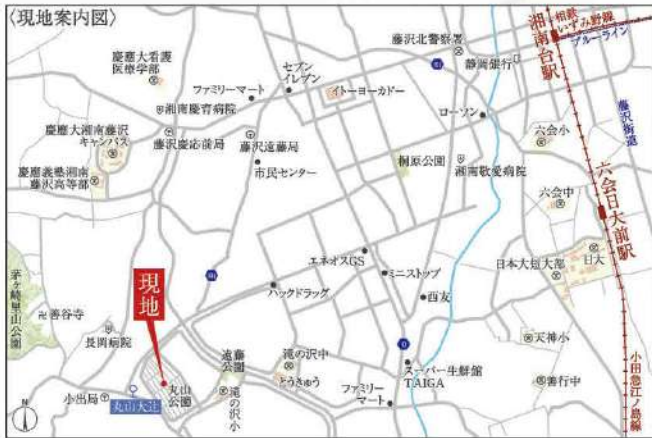 〈現地案内図〉
相鉄
いずみ野線
ブルーライン
湘南台駅
藤沢北警察署
静岡銀行
慶應大看護
医療学部
セブン
イレブン
ファミリーマート
イトーヨーカドー
湘南慶育病院
ローソン
藤沢街道
慶應大湘南藤沢
キャンパス
藤沢慶応前局
藤沢遠藤局
六会小
市民センター
桐原公園
湘南敬愛病院
慶應義塾湘南
藤沢高等部
六会中
六会日大前駅
エネオスGS
日大
日本大短大部
ミニストップ
現地
ハックドラッグ
西友
茅ヶ崎里山公園
善谷寺
長岡病院
天神小
遠藤
公園
滝の沢中
スーパー生鮮館
TAIGA
とうきゅう
丸山
公園
滝の沢小
善行中
小出局
丸山大辻
ファミリー
マート
小田急江ノ島線
N